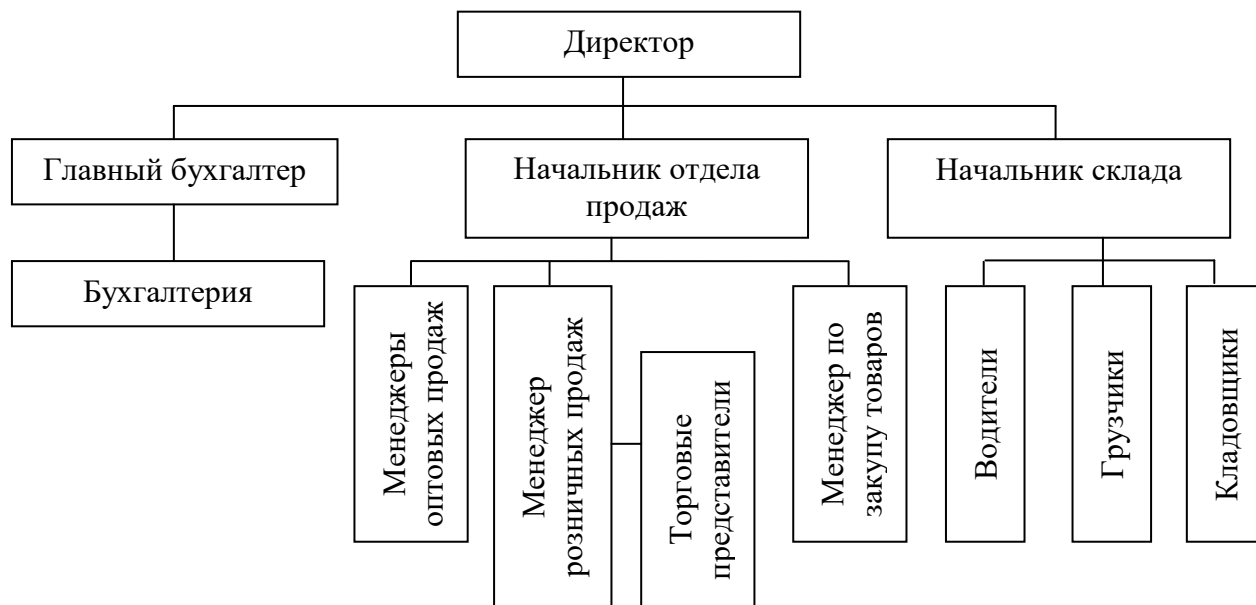 Директор
Главный бухгалтер
Начальник отдела
продаж
Начальник склада
Бухгалтерия
Менеджеры
оптовых продаж
Менеджер
розничных продаж
Торговые
представители
Менеджер по
закупу товаров
Водители
Грузчики
Кладовщики